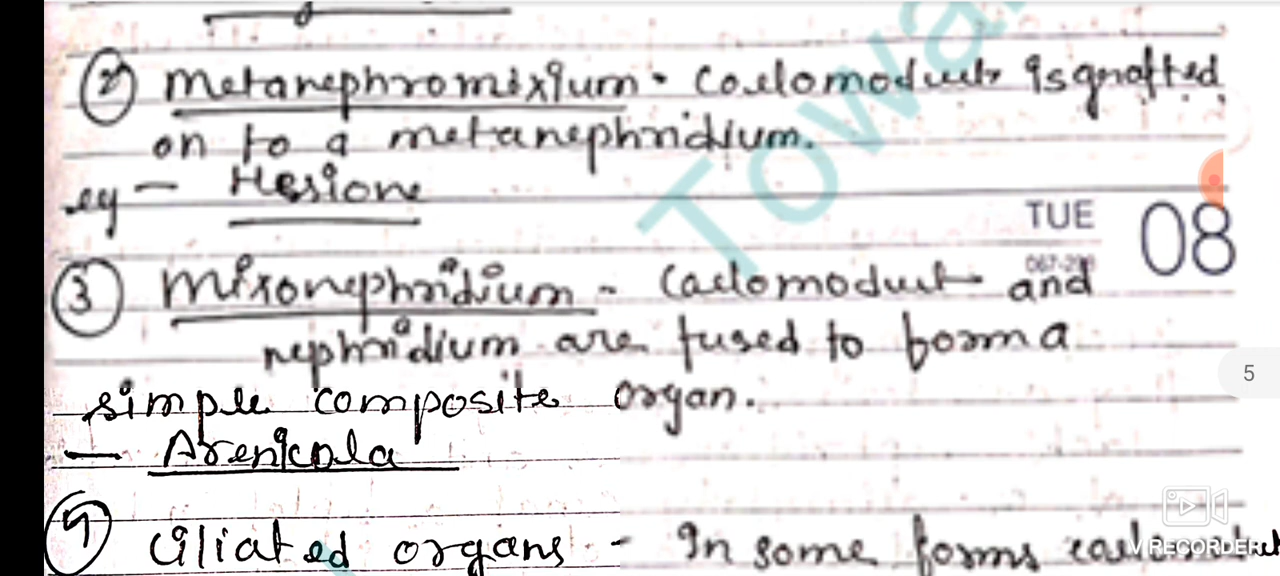 ② Metanephromixium - Coelomoduct is grafted
on to a metanephridium.
eg - Hesione
TUE 08
③ Mixonephridium - Coelomoduct and
nephridium are fused to form a
simple composite organ.
5
- Arenicola
④ Ciliated organs - In some forms
V RECORDER
Towa